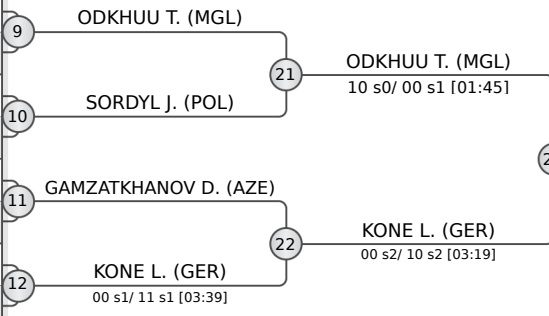 ODKHUU T. (MGL)
9
ODKHUU T. (MGL)
21
10 s0/ 00 s1 [01:45]
SORDYL J. (POL)
10
GAMZATKHANOV D. (AZE)
11
KONE L. (GER)
22
00 s2/ 10 s2 [03:19]
KONE L. (GER)
12
00 s1/ 11 s1 [03:39]